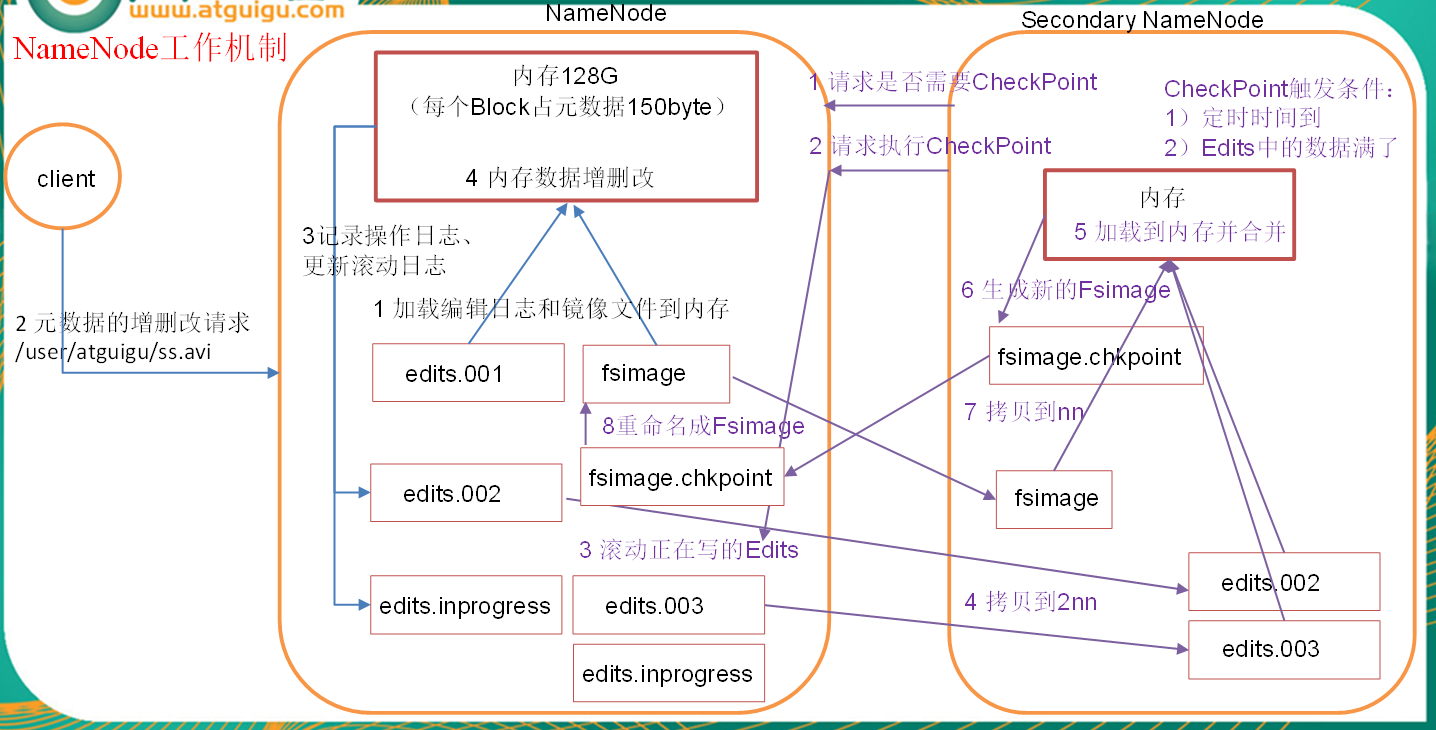 www.atguigu.com
NameNode工作机制
NameNode
Secondary NameNode
client
2 元数据的增删改请求
/user/atguigu/ss.avi
内存128G
（每个Block占元数据150byte）
4 内存数据增删改
3记录操作日志、
更新滚动日志
1 加载编辑日志和镜像文件到内存
edits.001
fsimage
8重命名成Fsimage
edits.002
fsimage.chkpoint
3 滚动正在写的Edits
edits.inprogress
edits.003
edits.inprogress
1 请求是否需要CheckPoint
2 请求执行CheckPoint
CheckPoint触发条件：
1）定时时间到
2）Edits中的数据满了
内存
5 加载到内存并合并
6 生成新的Fsimage
fsimage.chkpoint
7 拷贝到nn
fsimage
4 拷贝到2nn
edits.002
edits.003